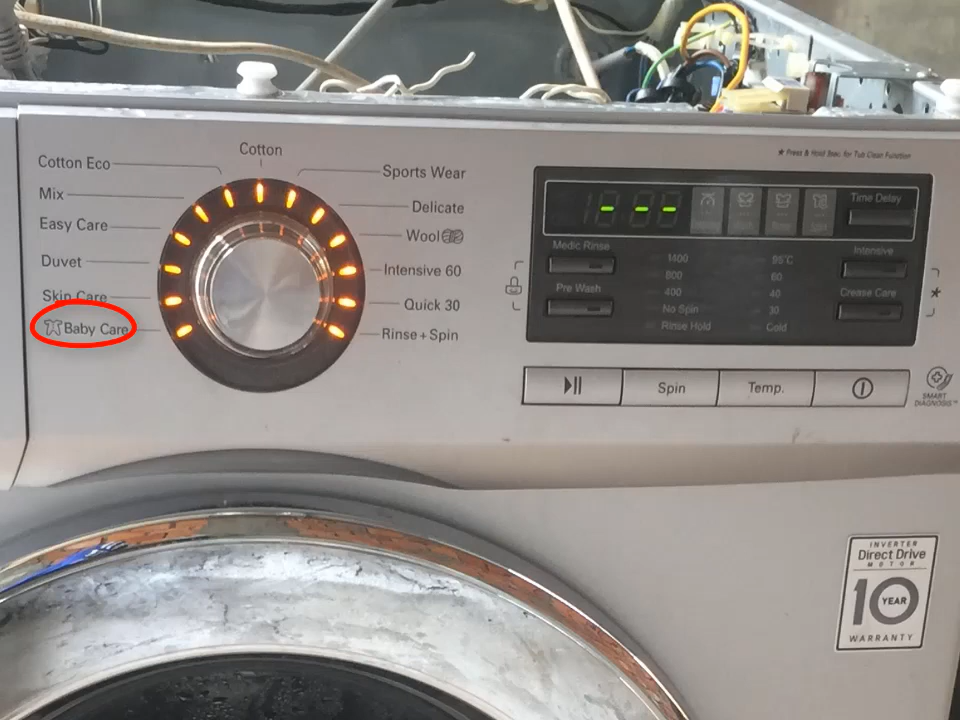 Cotton Eco
Cotton
Sports Wear
Mix
Delicate
Easy Care
Wool
Duvet
Intensive 60
Skin Care
Quick 30
Baby Care
Rinse+Spin
* Press & Hold 3sec. for Tub Clean Function
---
Time Delay
Medic Rinse
Intensive
Pre Wash
Crease Care
1400
800
400
No Spin
Rinse Hold
95°C
60
40
30
Cold
*
Spin
Temp.
SMART
DIAGNOSIS™
INVERTER
Direct Drive
MOTOR
10 YEAR
WARRANTY